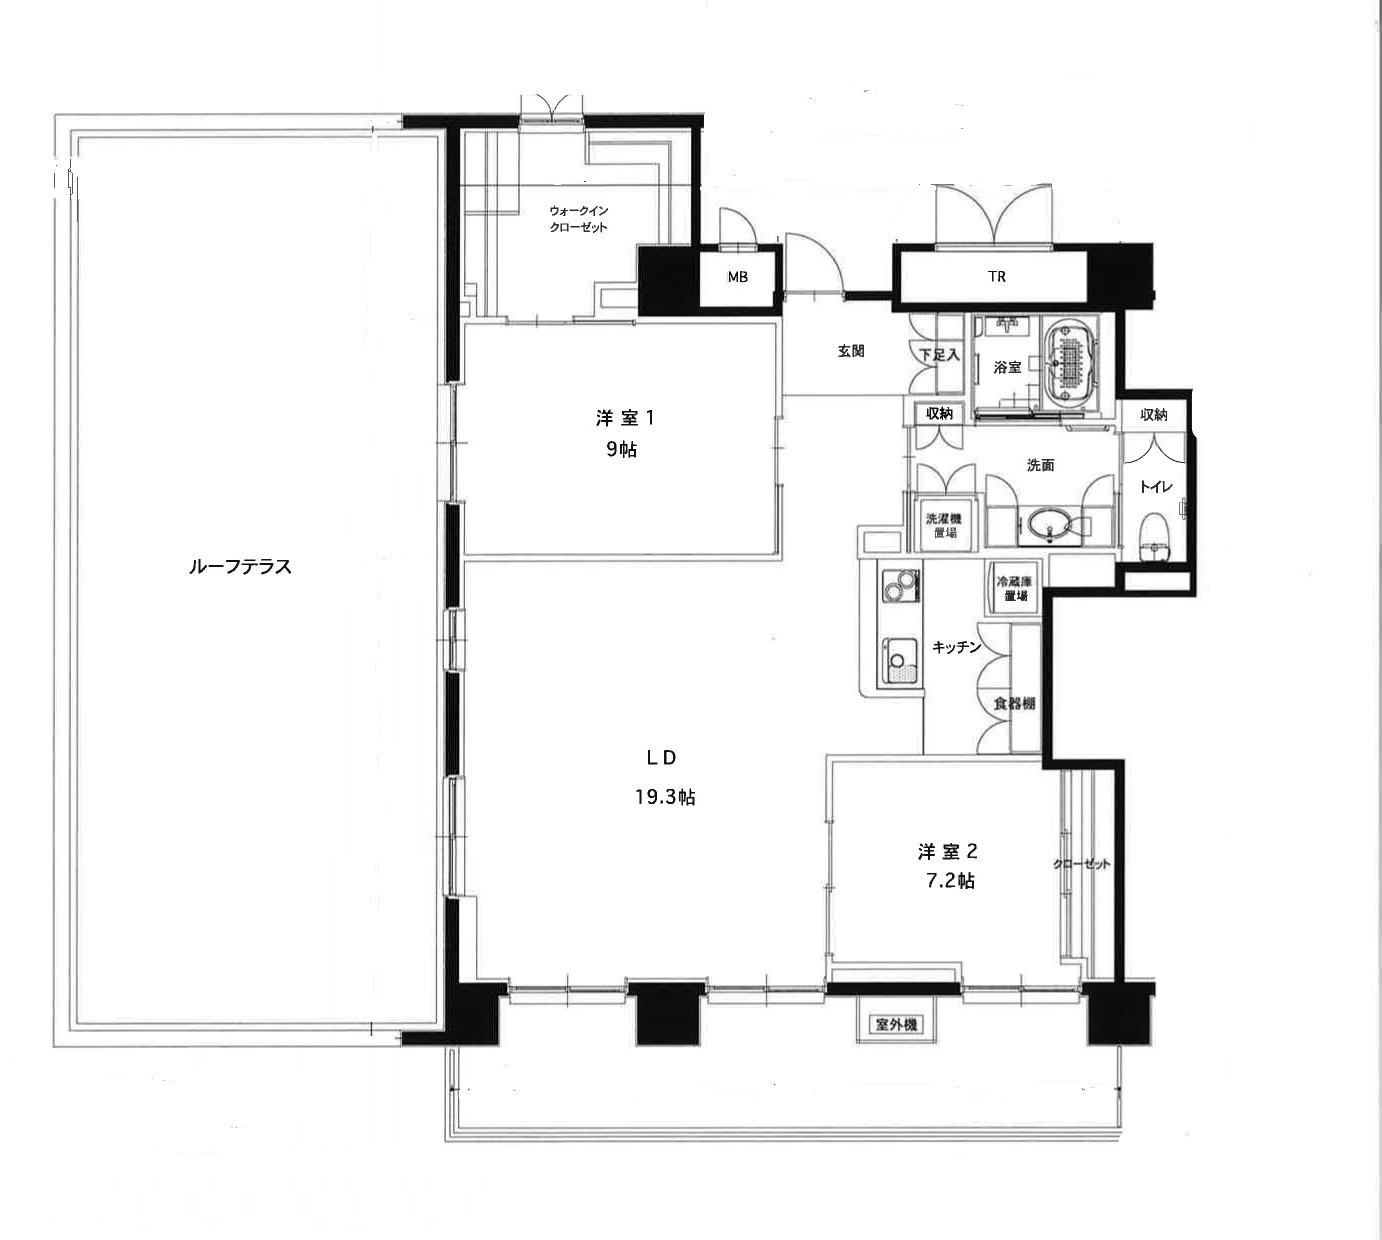 ウォークイン
クローゼット
MB
TR
玄関
下足入
浴室
洋室1
9帖
収納
収納
洗面
トイレ
洗濯機
置場
ルーフテラス
冷蔵庫
置場
キッチン
食器棚
LD
19.3帖
洋室2
7.2帖
クローゼット
室外機